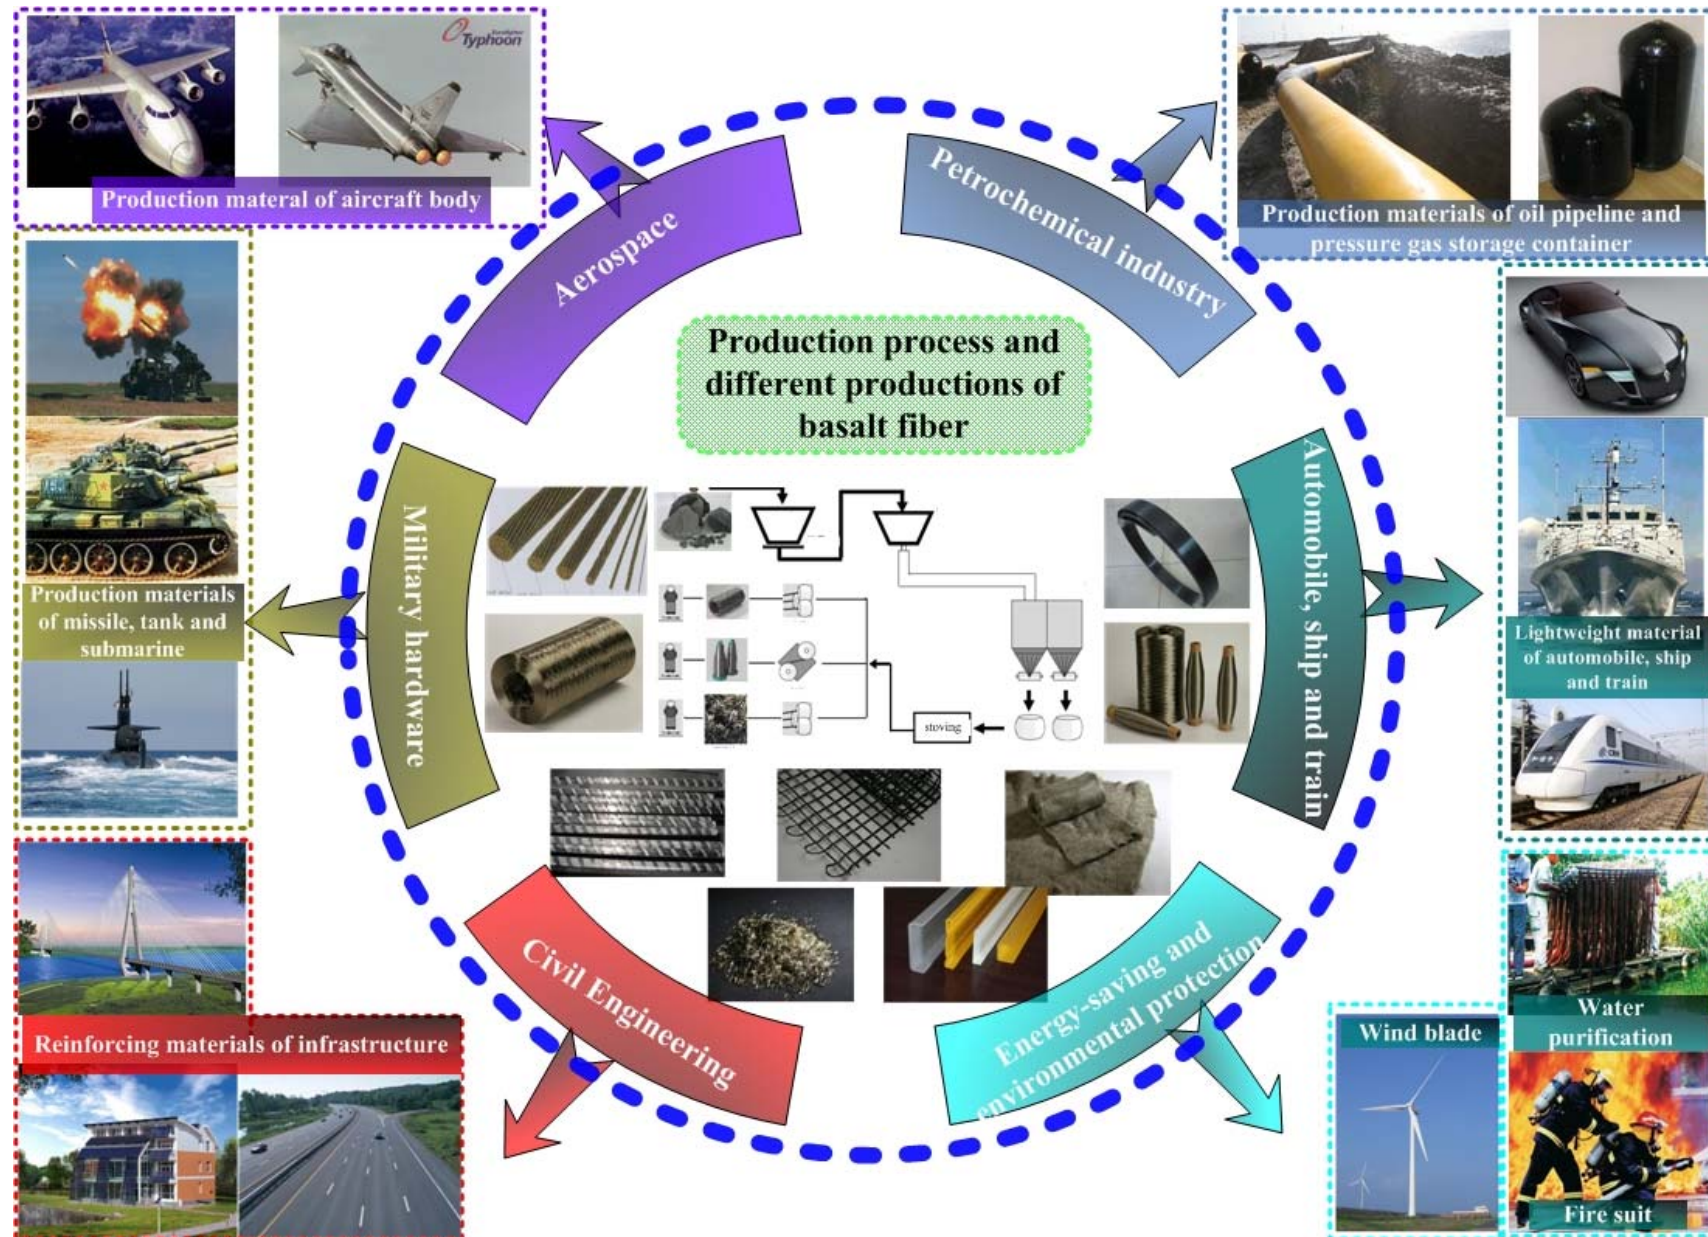 Eurofighter
Typhoon
Production materal of aircraft body
Aerospace
Petrochemical industry
Production materials of oil pipeline and
pressure gas storage container
Production process and
different productions of
basalt fiber
Military hardware
Production materials
of missile, tank and
submarine
Automobile, ship and train
Lightweight material
of automobile, ship
and train
stoving
Civil Engineering
Reinforcing materials of infrastructure
Energy-saving and
environmental protection
Wind blade
Water
purification
Fire suit